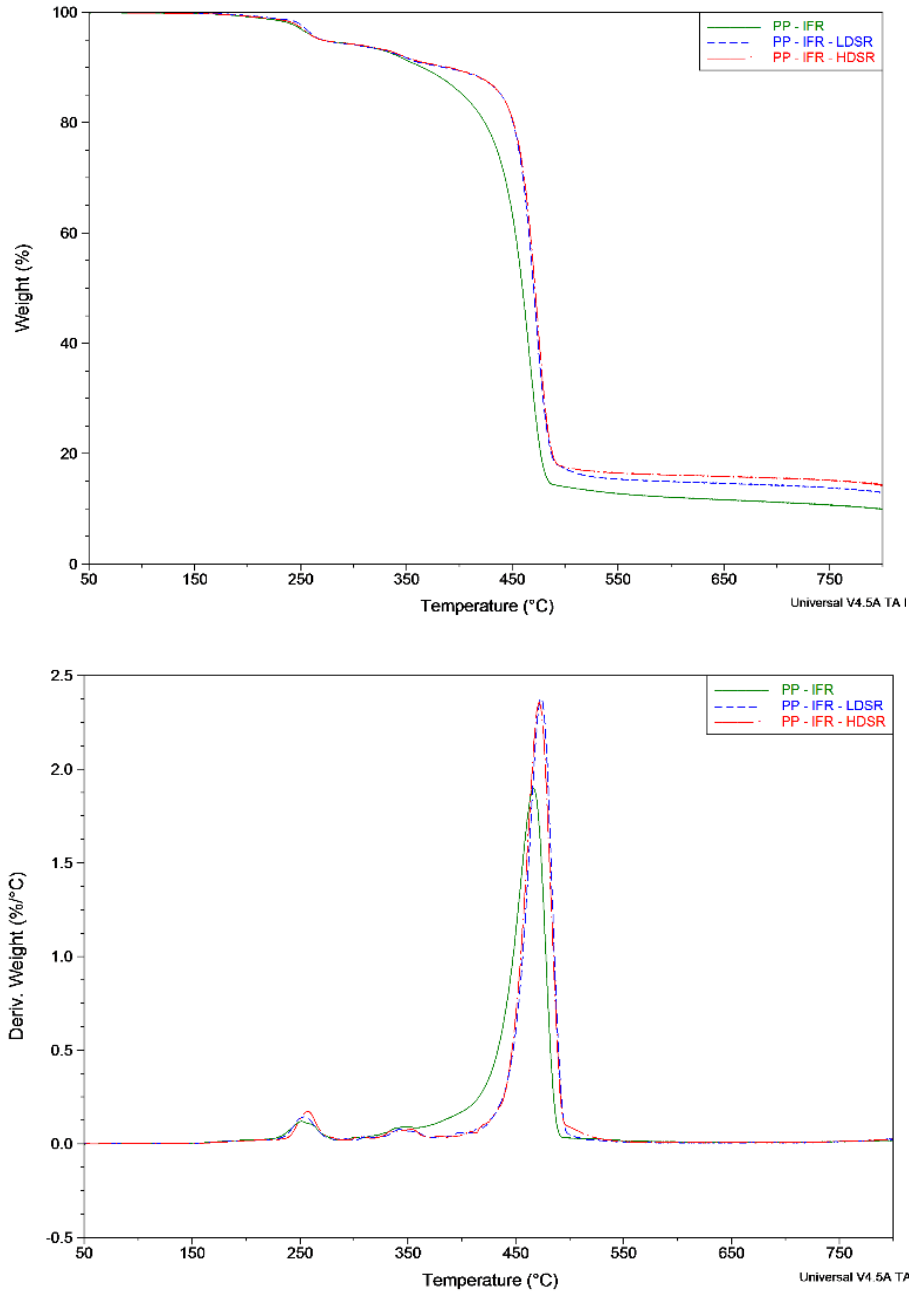 PP - IFR
PP - IFR - LDSR
PP - IFR - HDSR
100
80
60
40
20
0
Weight (%)
50
150
250
350
450
550
650
750
Temperature (°C)
Universal V4.5A TA I
PP - IFR
PP - IFR - LDSR
PP - IFR - HDSR
2.5
2.0
1.5
1.0
0.5
0.0
-0.5
Deriv. Weight (%/°C)
50
150
250
350
450
550
650
750
Temperature (°C)
Universal V4.5A TA